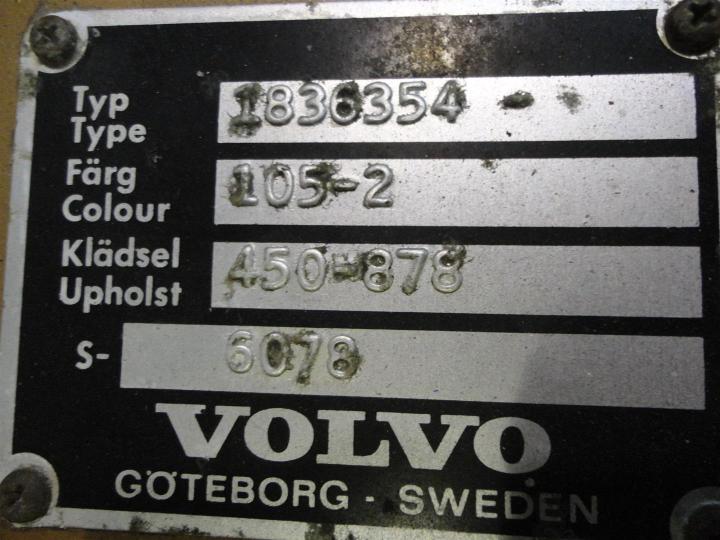 Typ
Type 1836354 -
Färg
Colour 105-2
Klädsel
Upholst 450-878
S- 6078
VOLVO
GÖTEBORG - SWEDEN